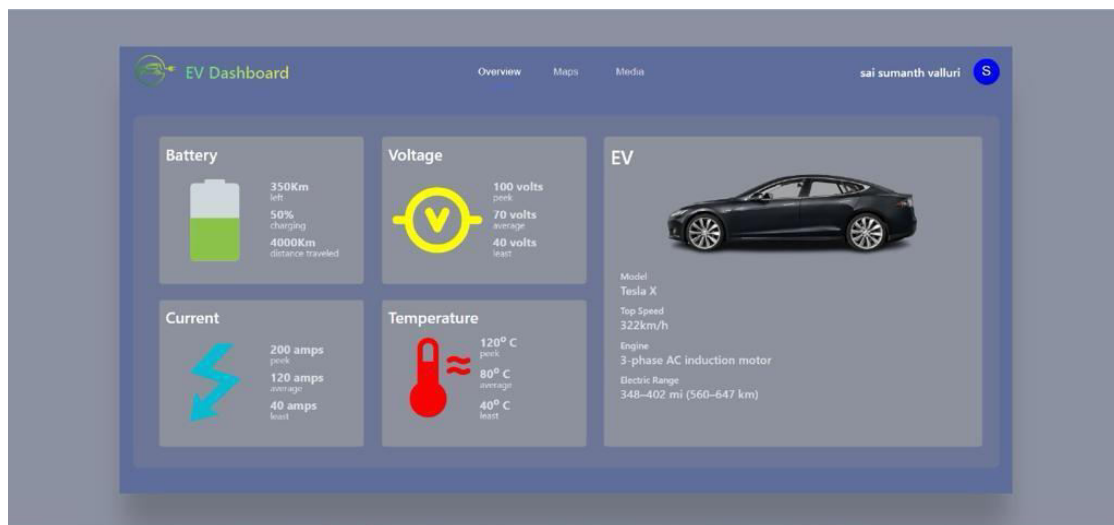 EV Dashboard
Overview Maps Media
sai sumanth valluri S
Battery
350Km
left
50%
charging
4000Km
distance traveled
Voltage
V
100 volts
peek
70 volts
average
40 volts
least
EV
Model
Tesla X
Top Speed
322km/h
Engine
3-phase AC induction motor
Electric Range
348–402 mi (560–647 km)
Current
200 amps
peek
120 amps
average
40 amps
least
Temperature
120⁰ C
peek
80⁰ C
average
40⁰ C
least